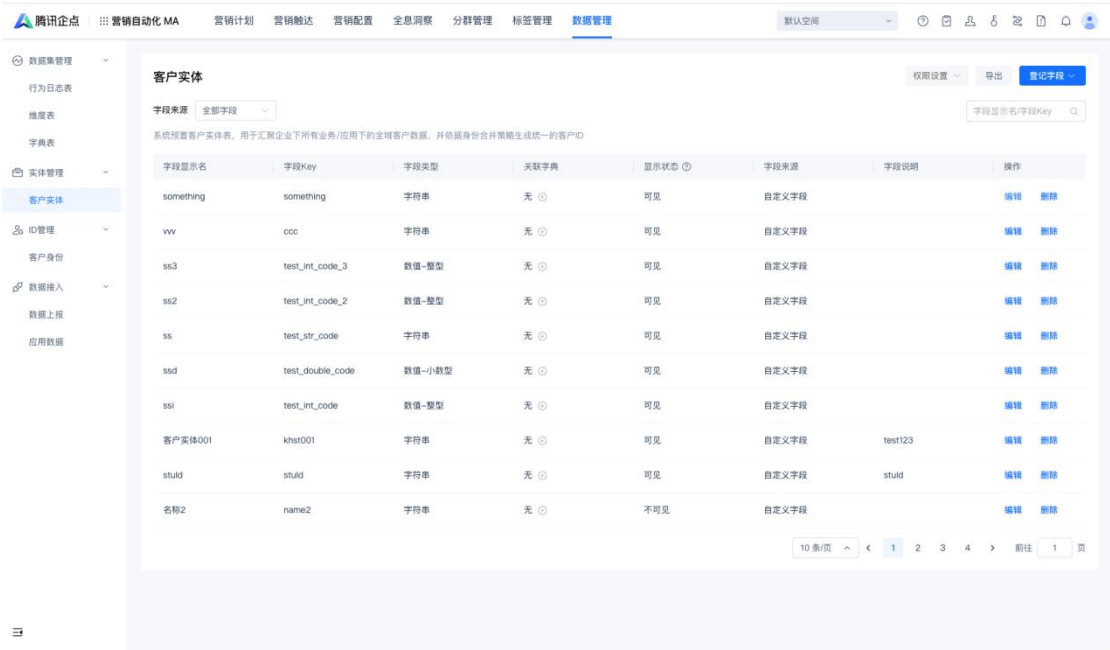 腾讯企点 营销自动化 MA 营销计划 营销触达 营销配置 全息洞察 分群管理 标签管理 数据管理 默认空间
数据集管理
行为日志表
维度表
字典表
实体管理
客户实体
ID管理
客户身份
数据接入
数据上报
应用数据
客户实体 权限设置 导出 登记字段
字段来源 全部字段 字段显示名/字段Key
系统预置客户实体表，用于汇聚企业下所有业务/应用下的全域客户数据，并依据身份合并策略生成统一的客户ID
字段显示名 字段Key 字段类型 关联字典 显示状态 字段来源 字段说明 操作
something something 字符串 无 可见 自定义字段 编辑 删除
vvv ccc 字符串 无 可见 自定义字段 编辑 删除
ss3 test_int_code_3 数值-整型 无 可见 自定义字段 编辑 删除
ss2 test_int_code_2 数值-整型 无 可见 自定义字段 编辑 删除
ss test_str_code 字符串 无 可见 自定义字段 编辑 删除
ssd test_double_code 数值-小数型 无 可见 自定义字段 编辑 删除
ssi test_int_code 数值-整型 无 可见 自定义字段 编辑 删除
客户实体001 khst001 字符串 无 可见 自定义字段 test123 编辑 删除
stuId stuId 字符串 无 可见 自定义字段 stuId 编辑 删除
名称2 name2 字符串 无 不可见 自定义字段 编辑 删除
10 条/页 1 2 3 4 前往 1 页